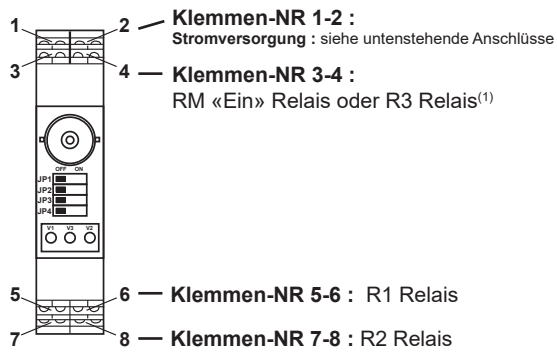 1 2 Klemmen-NR 1-2 :
Stromversorgung : siehe untenstehende Anschlüsse
3 4 Klemmen-NR 3-4 :
RM «Ein» Relais oder R3 Relais(1)
OFF ON
JP1
JP2
JP3
JP4
V1 V3 V2
5 6 Klemmen-NR 5-6 : R1 Relais
7 8 Klemmen-NR 7-8 : R2 Relais